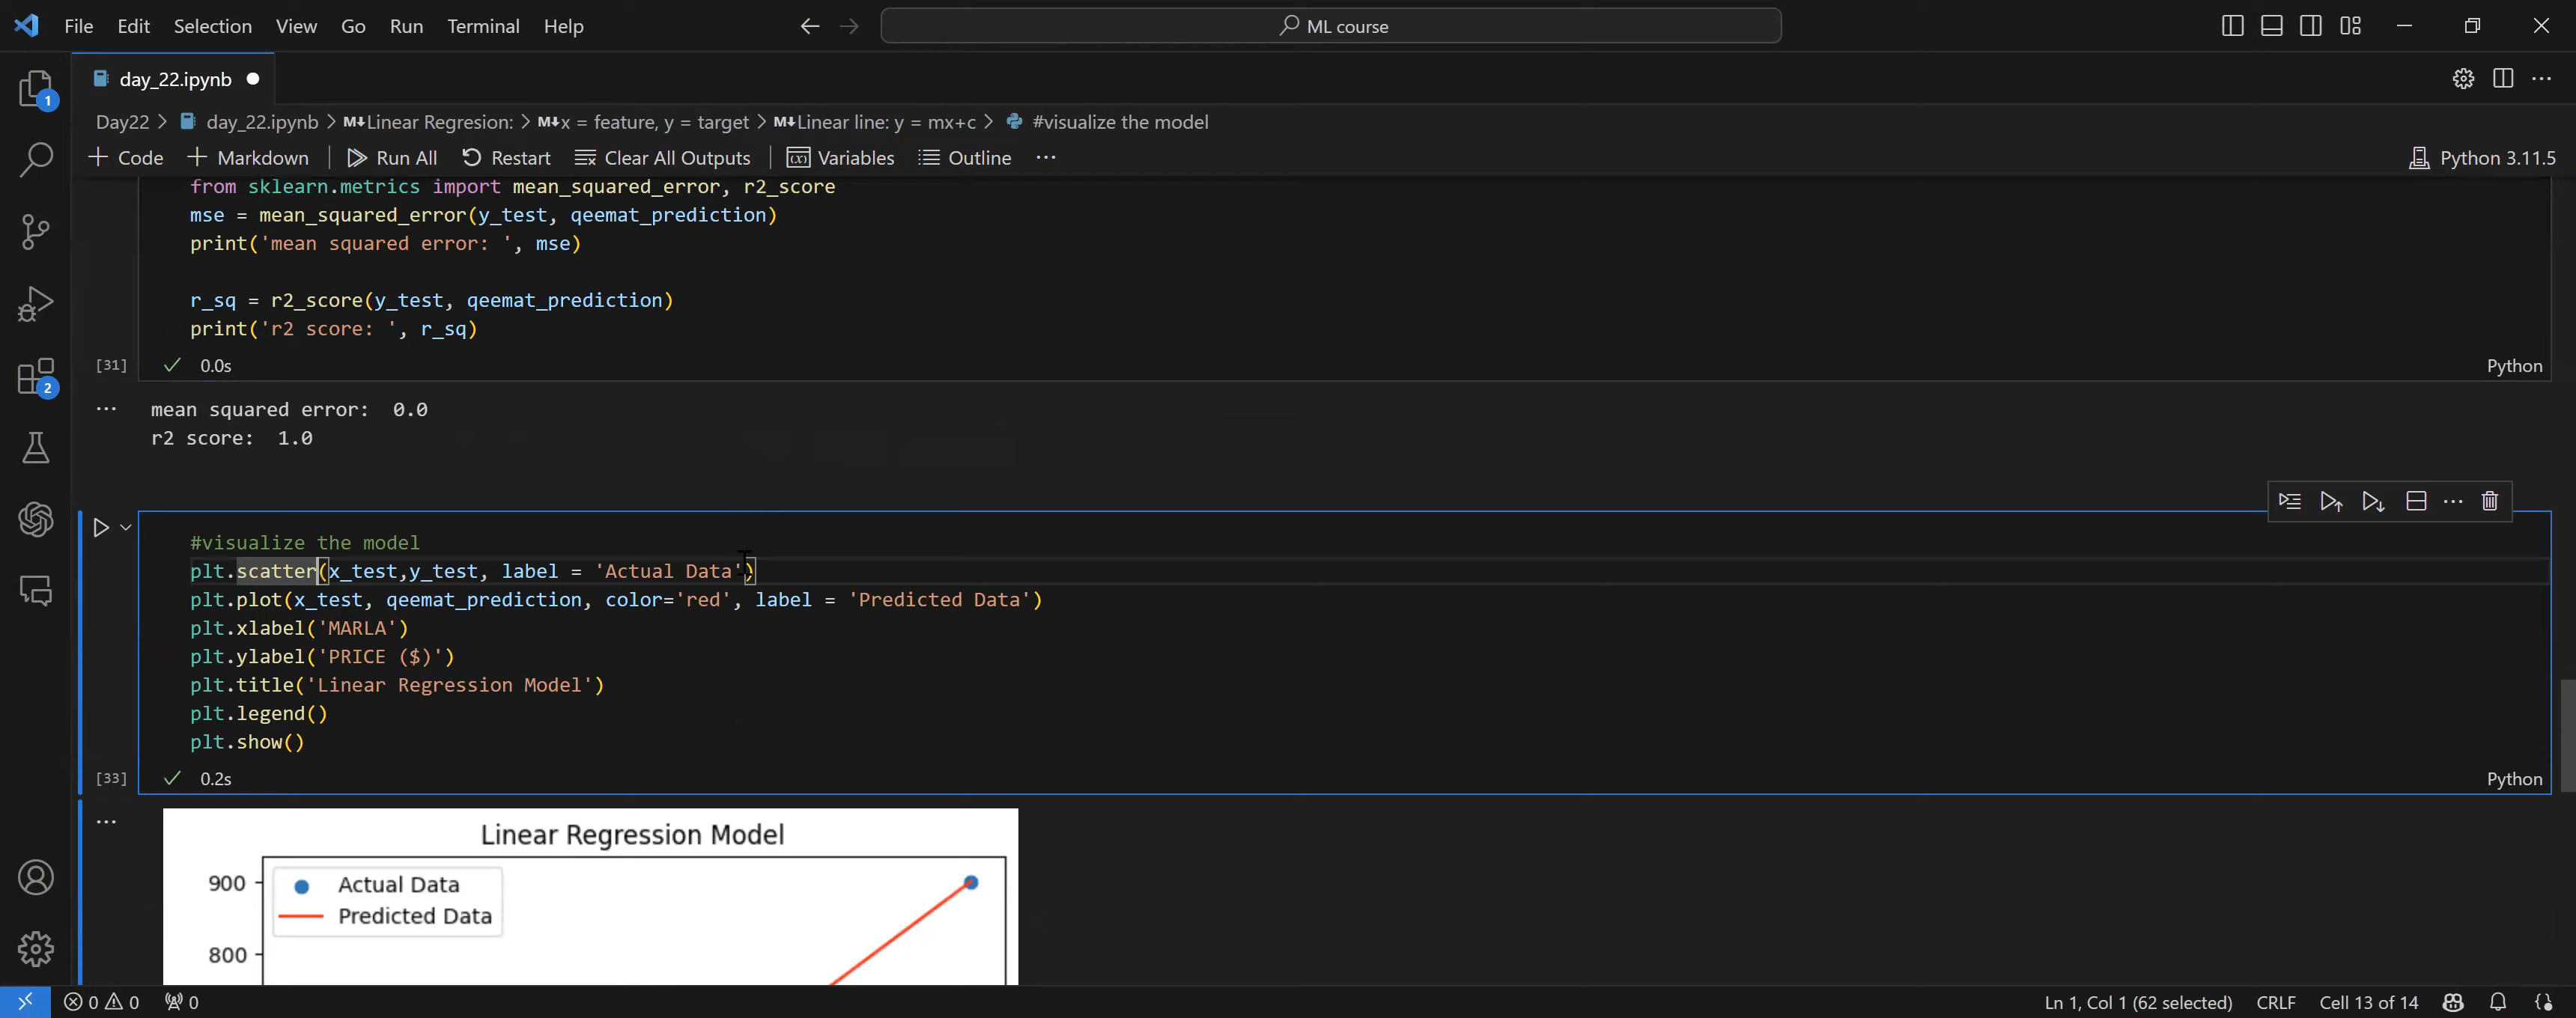 File Edit Selection View Go Run Terminal Help
ML course
day_22.ipynb
1
Day22 > day_22.ipynb > M↓Linear Regresion: > M↓x = feature, y = target > M↓Linear line: y = mx+c > #visualize the model
+ Code + Markdown Run All Restart Clear All Outputs Variables Outline ... Python 3.11.5
from sklearn.metrics import mean_squared_error, r2_score
mse = mean_squared_error(y_test, qeemat_prediction)
print('mean squared error: ', mse)
r_sq = r2_score(y_test, qeemat_prediction)
print('r2 score: ', r_sq)
[31] 0.0s Python
2
... mean squared error: 0.0
r2 score: 1.0
#visualize the model
plt.scatter(x_test,y_test, label = 'Actual Data')
plt.plot(x_test, qeemat_prediction, color='red', label = 'Predicted Data')
plt.xlabel('MARLA')
plt.ylabel('PRICE ($)')
plt.title('Linear Regression Model')
plt.legend()
plt.show()
[33] 0.2s Python
...
Linear Regression Model
900
Actual Data
Predicted Data
800
0 0 0 Ln 1, Col 1 (62 selected) CRLF Cell 13 of 14